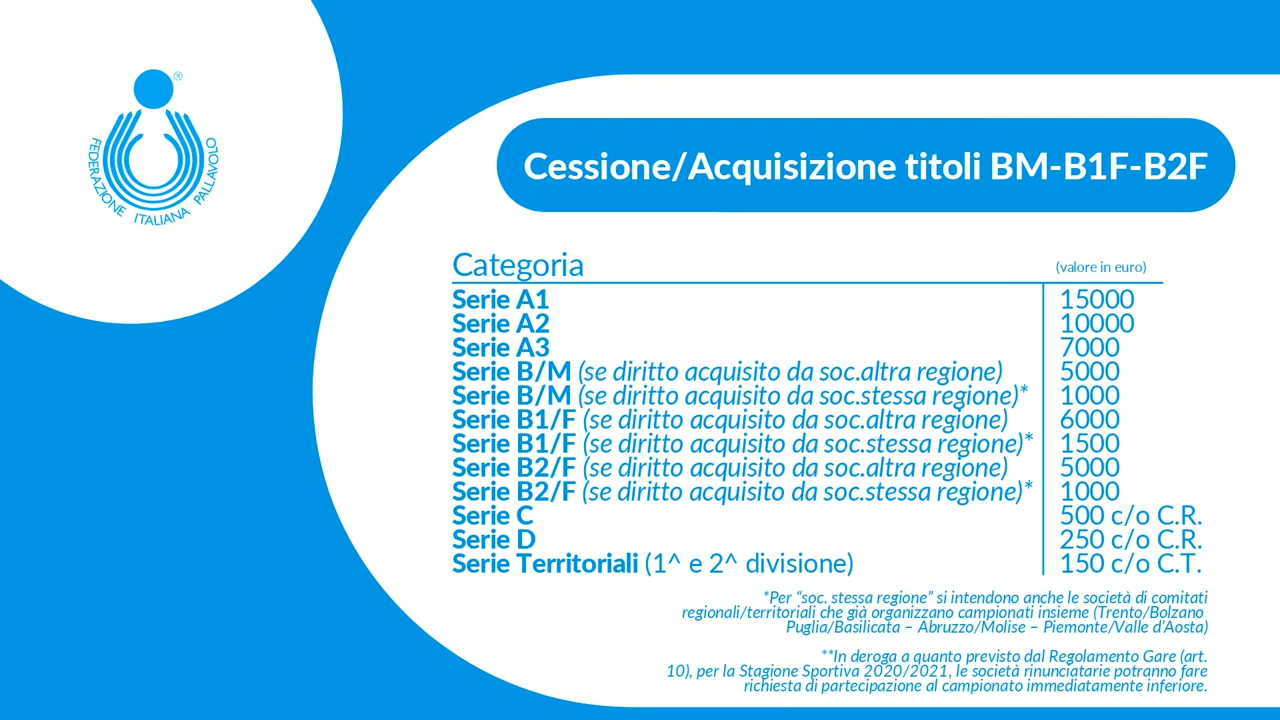 ®
FEDERAZIONE ITALIANA PALLAVOLO
Cessione/Acquisizione titoli BM-B1F-B2F
Categoria (valore in euro)
Serie A1 15000
Serie A2 10000
Serie A3 7000
Serie B/M (se diritto acquisito da soc.altra regione) 5000
Serie B/M (se diritto acquisito da soc.stessa regione)* 1000
Serie B1/F (se diritto acquisito da soc.altra regione) 6000
Serie B1/F (se diritto acquisito da soc.stessa regione)* 1500
Serie B2/F (se diritto acquisito da soc.altra regione) 5000
Serie B2/F (se diritto acquisito da soc.stessa regione)* 1000
Serie C 500 c/o C.R.
Serie D 250 c/o C.R.
Serie Territoriali (1^ e 2^ divisione) 150 c/o C.T.
*Per “soc. stessa regione” si intendono anche le società di comitati
regionali/territoriali che già organizzano campionati insieme (Trento/Bolzano
Puglia/Basilicata – Abruzzo/Molise – Piemonte/Valle d’Aosta)
**In deroga a quanto previsto dal Regolamento Gare (art.
10), per la Stagione Sportiva 2020/2021, le società rinunciatarie potranno fare
richiesta di partecipazione al campionato immediatamente inferiore.